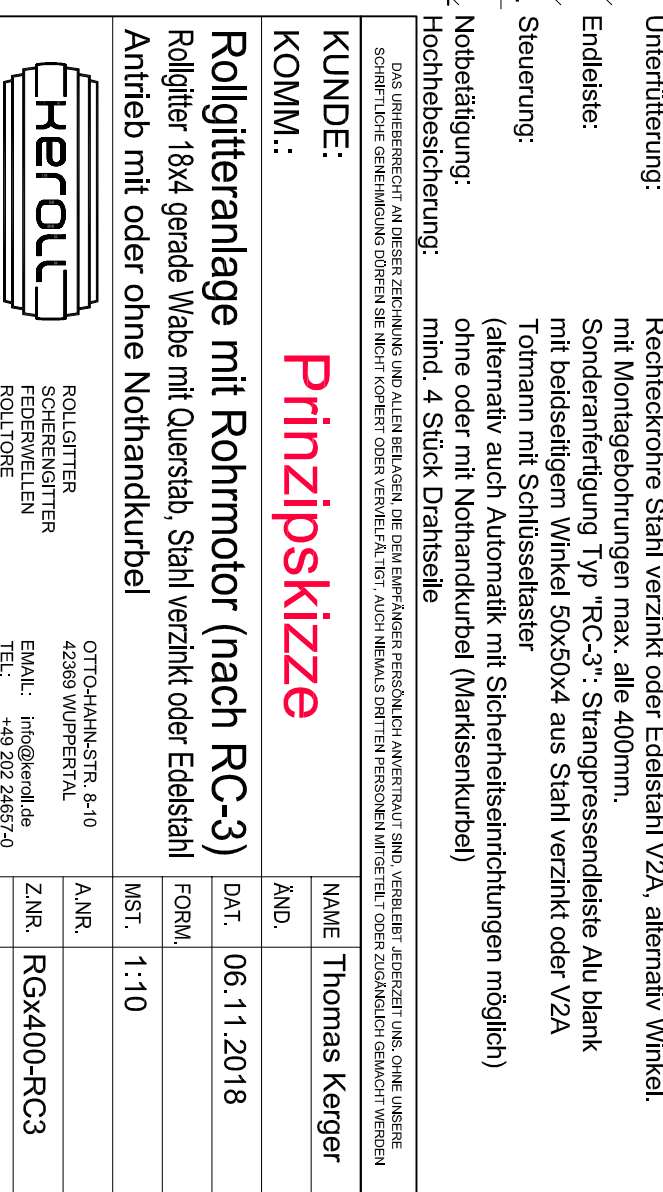 Unterfütterung: Rechteckrohre Stahl verzinkt oder Edelstahl V2A, alternativ Winkel.
mit Montagebohrungen max. alle 400mm.
Endleiste: Sonderanfertigung Typ "RC-3": Strangpressendleiste Alu blank
mit beidseitigem Winkel 50x50x4 aus Stahl verzinkt oder V2A
Steuerung: Totmann mit Schlüsseltaster
(alternativ auch Automatik mit Sicherheitseinrichtungen möglich)
Notbetätigung: ohne oder mit Nothandkurbel (Markisenkurbel)
Hochhebesicherung: mind. 4 Stück Drahtseile
DAS URHEBERRECHT AN DIESER ZEICHNUNG UND ALLEN BEILAGEN, DIE DEM EMPFÄNGER PERSÖNLICH ANVERTRAUT SIND, VERBLEIBT JEDERZEIT UNS. OHNE UNSERE
SCHRIFTLICHE GENEHMIGUNG DÜRFEN SIE NICHT KOPIERT ODER VERVIELFÄLTIGT, AUCH NIEMALS DRITTEN PERSONEN MITGETEILT ODER ZUGÄNGLICH GEMACHT WERDEN
KUNDE:
KOMM.:
Prinzipskizze
NAME Thomas Kerger
ÄND.
Rollgitteranlage mit Rohrmotor (nach RC-3)
Rollgitter 18x4 gerade Wabe mit Querstab, Stahl verzinkt oder Edelstahl
Antrieb mit oder ohne Nothandkurbel
DAT. 06.11.2018
FORM.
MST. 1:10
keroll
ROLLGITTER
SCHERENGITTER
FEDERWELLEN
ROLLTORE
OTTO-HAHN-STR. 8-10
42369 WUPPERTAL
EMAIL: info@keroll.de
TEL: +49 202 24657-0
A.NR.
Z.NR. RGx400-RC3